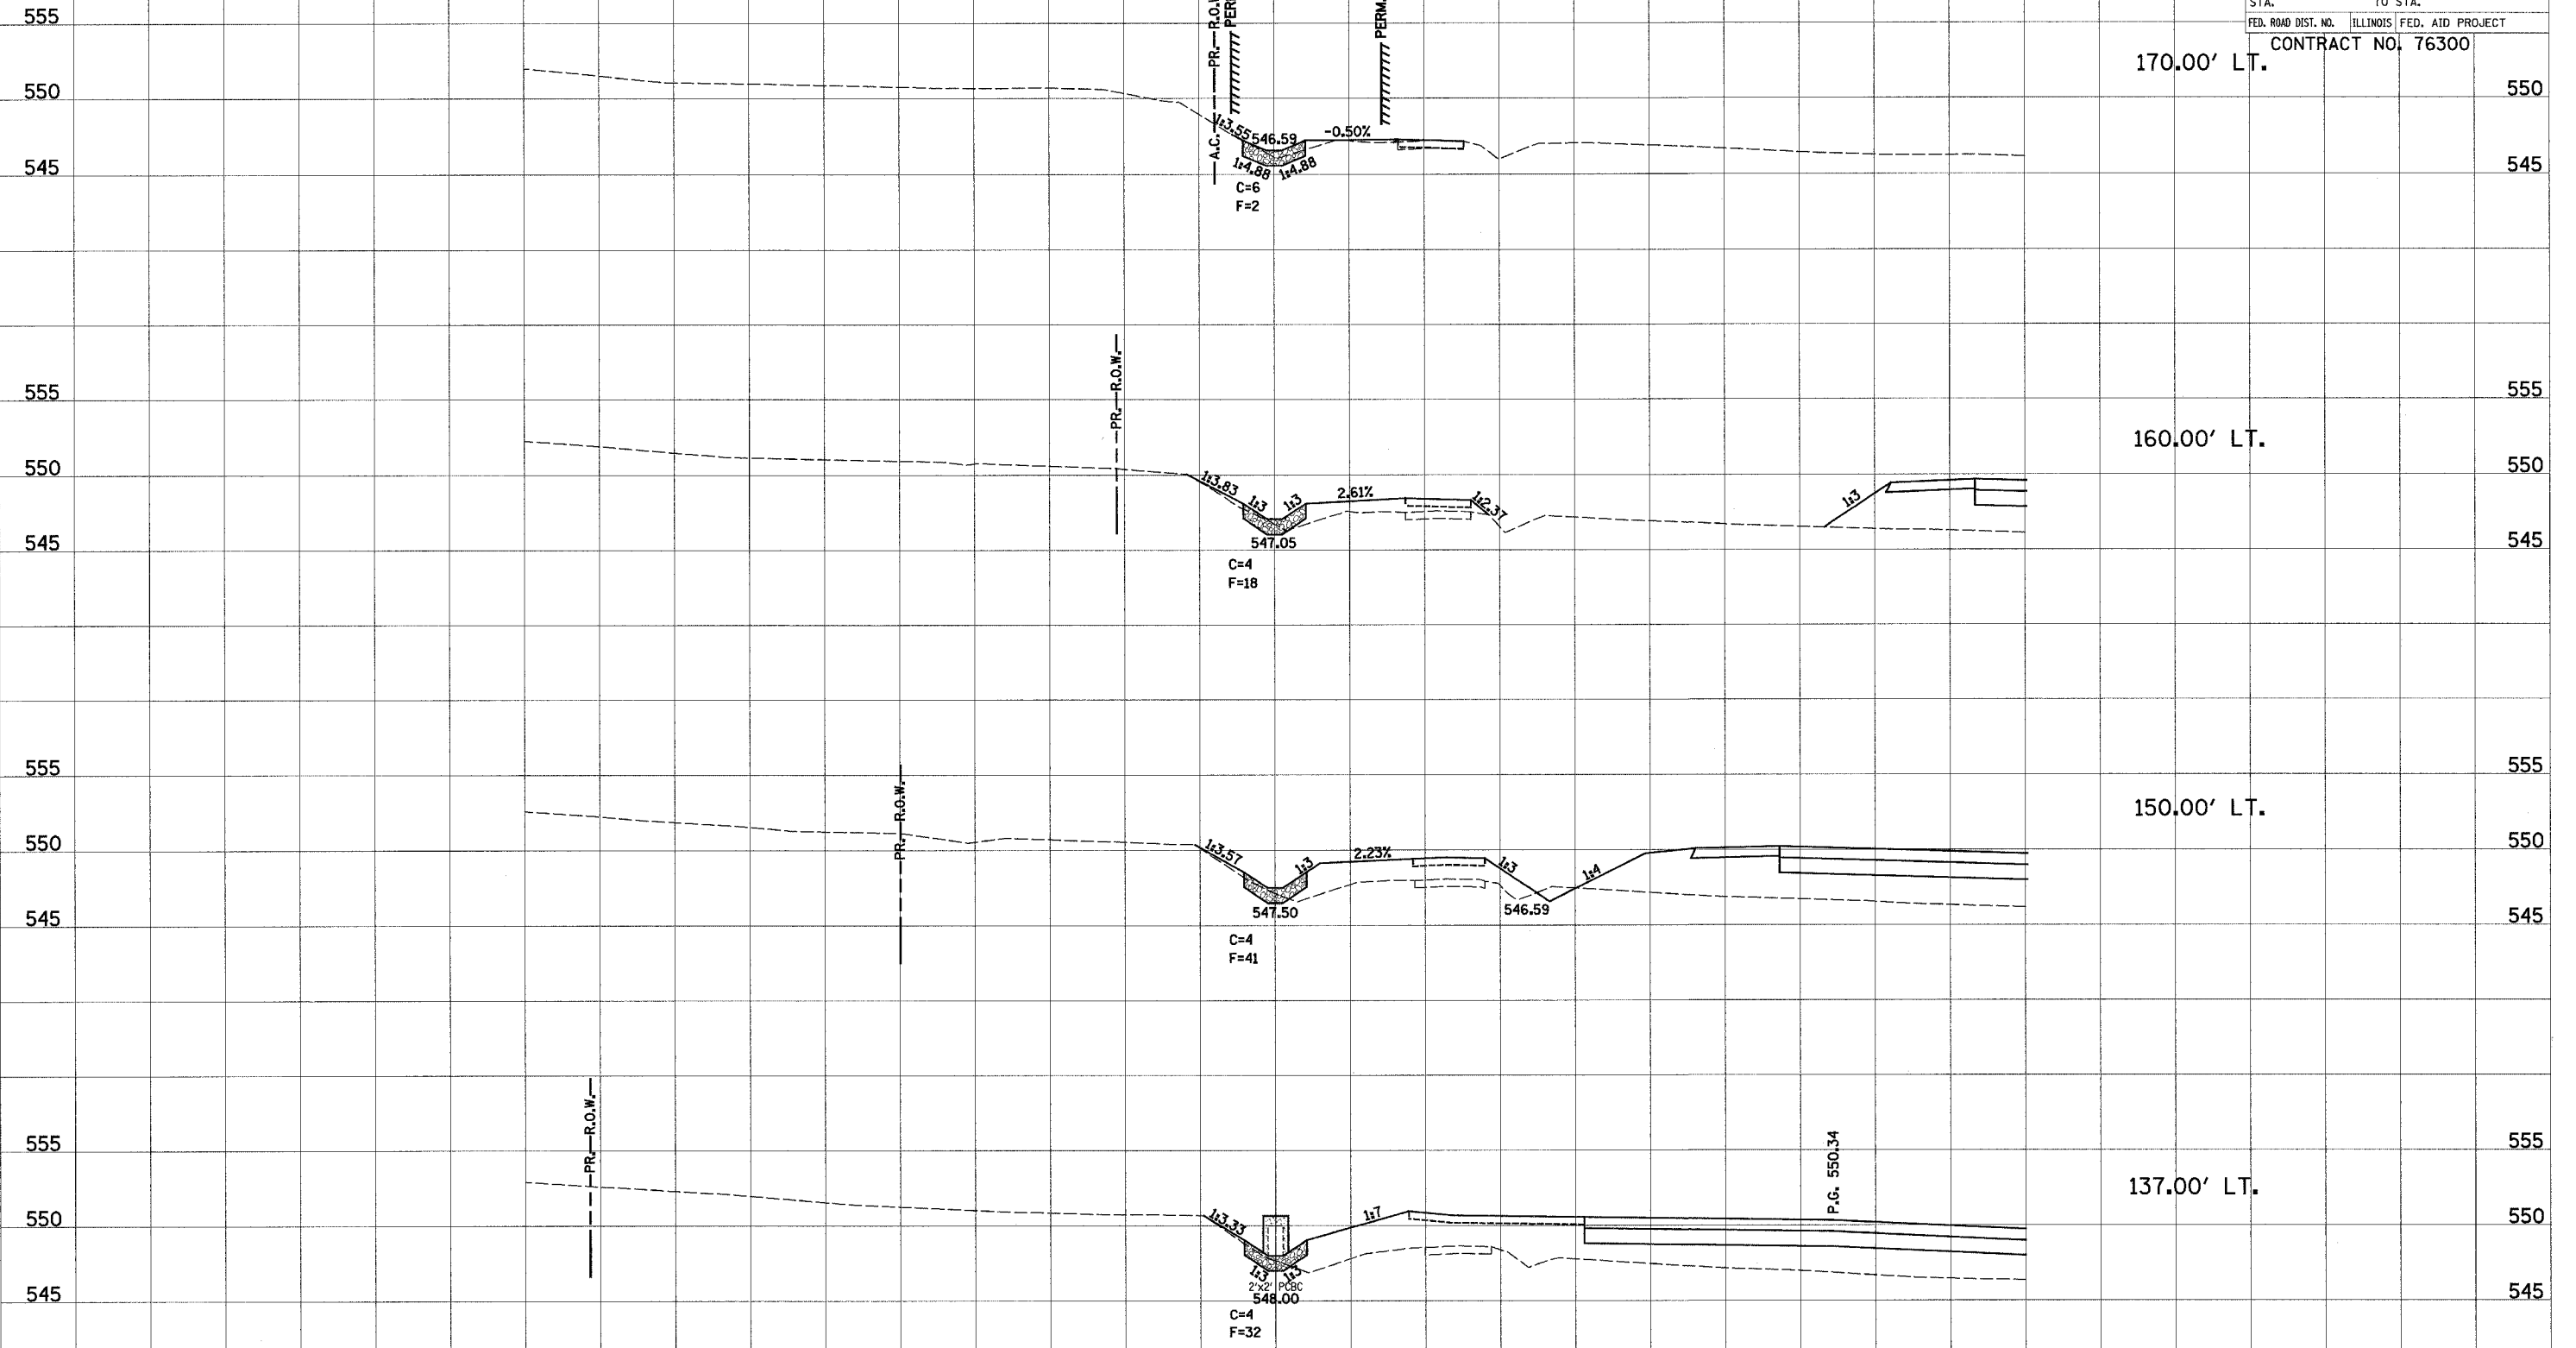 STA. TO STA.
FED. ROAD DIST. NO. ILLINOIS FED. AID PROJECT
CONTRACT NO. 76300
555
A.C. PR. R.O.W.
PERM.
170.00' LT.
550
550
1:3.55
546.59
-0.50%
545
1:4.88
1:4.88
545
C=6
F=2
PR. R.O.W.
555
555
160.00' LT.
550
550
1:3.83
1:3
1:3
2.61%
1:2.37
1:3
545
547.05
545
C=4
F=18
PR. R.O.W.
555
555
150.00' LT.
550
550
1:3.57
1:3
2.23%
1:3
1:4
545
547.50
546.59
545
C=4
F=41
PR. R.O.W.
555
555
P.G. 550.34
137.00' LT.
550
550
1:3.33
1:7
1:3
1:3
2'x2' PCBC
545
548.00
545
C=4
F=32